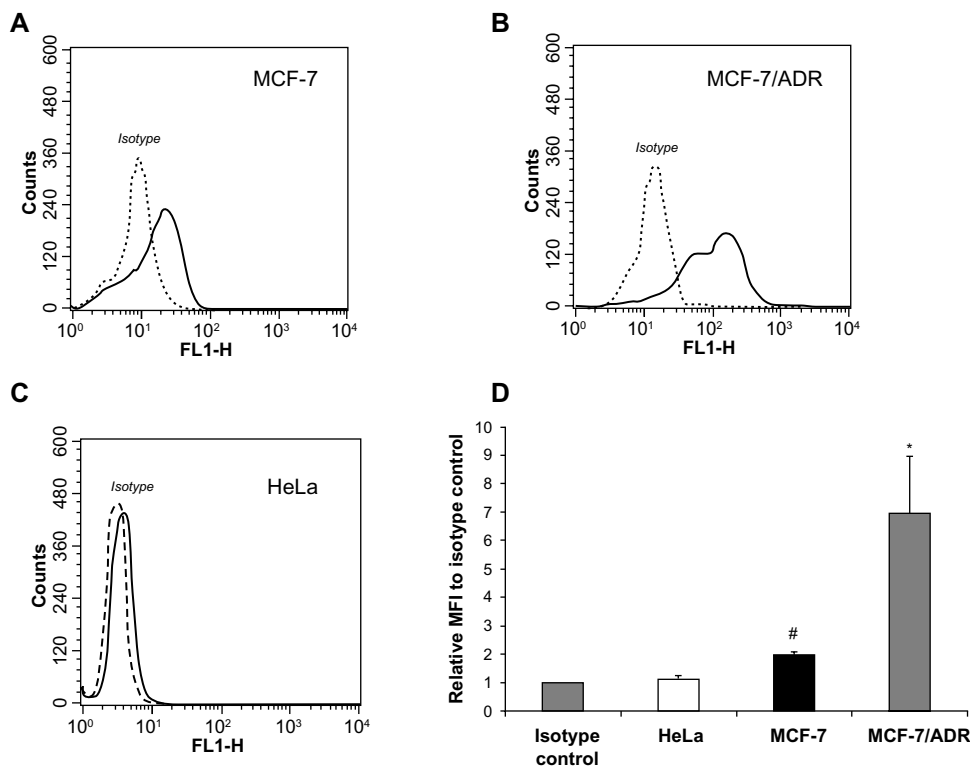 A
600
480
360
240
120
0
Counts
MCF-7
Isotype
10⁰ 10¹ 10² 10³ 10⁴
FL1-H
B
600
480
360
240
120
0
Counts
MCF-7/ADR
Isotype
10⁰ 10¹ 10² 10³ 10⁴
FL1-H
C
600
480
360
240
120
0
Counts
HeLa
Isotype
10⁰ 10¹ 10² 10³ 10⁴
FL1-H
D
Relative MFI to isotype control
10
9
8
7
6
5
4
3
2
1
0
#
*
Isotype control HeLa MCF-7 MCF-7/ADR